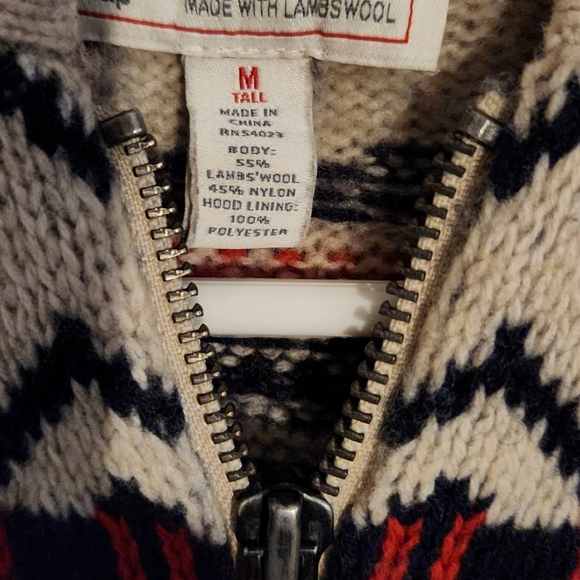 MADE WITH LAMBSWOOL
M
TALL
MADE IN
CHINA
RN54023
BODY:
55%
LAMBS'WOOL
45% NYLON
HOOD LINING:
100%
POLYESTER